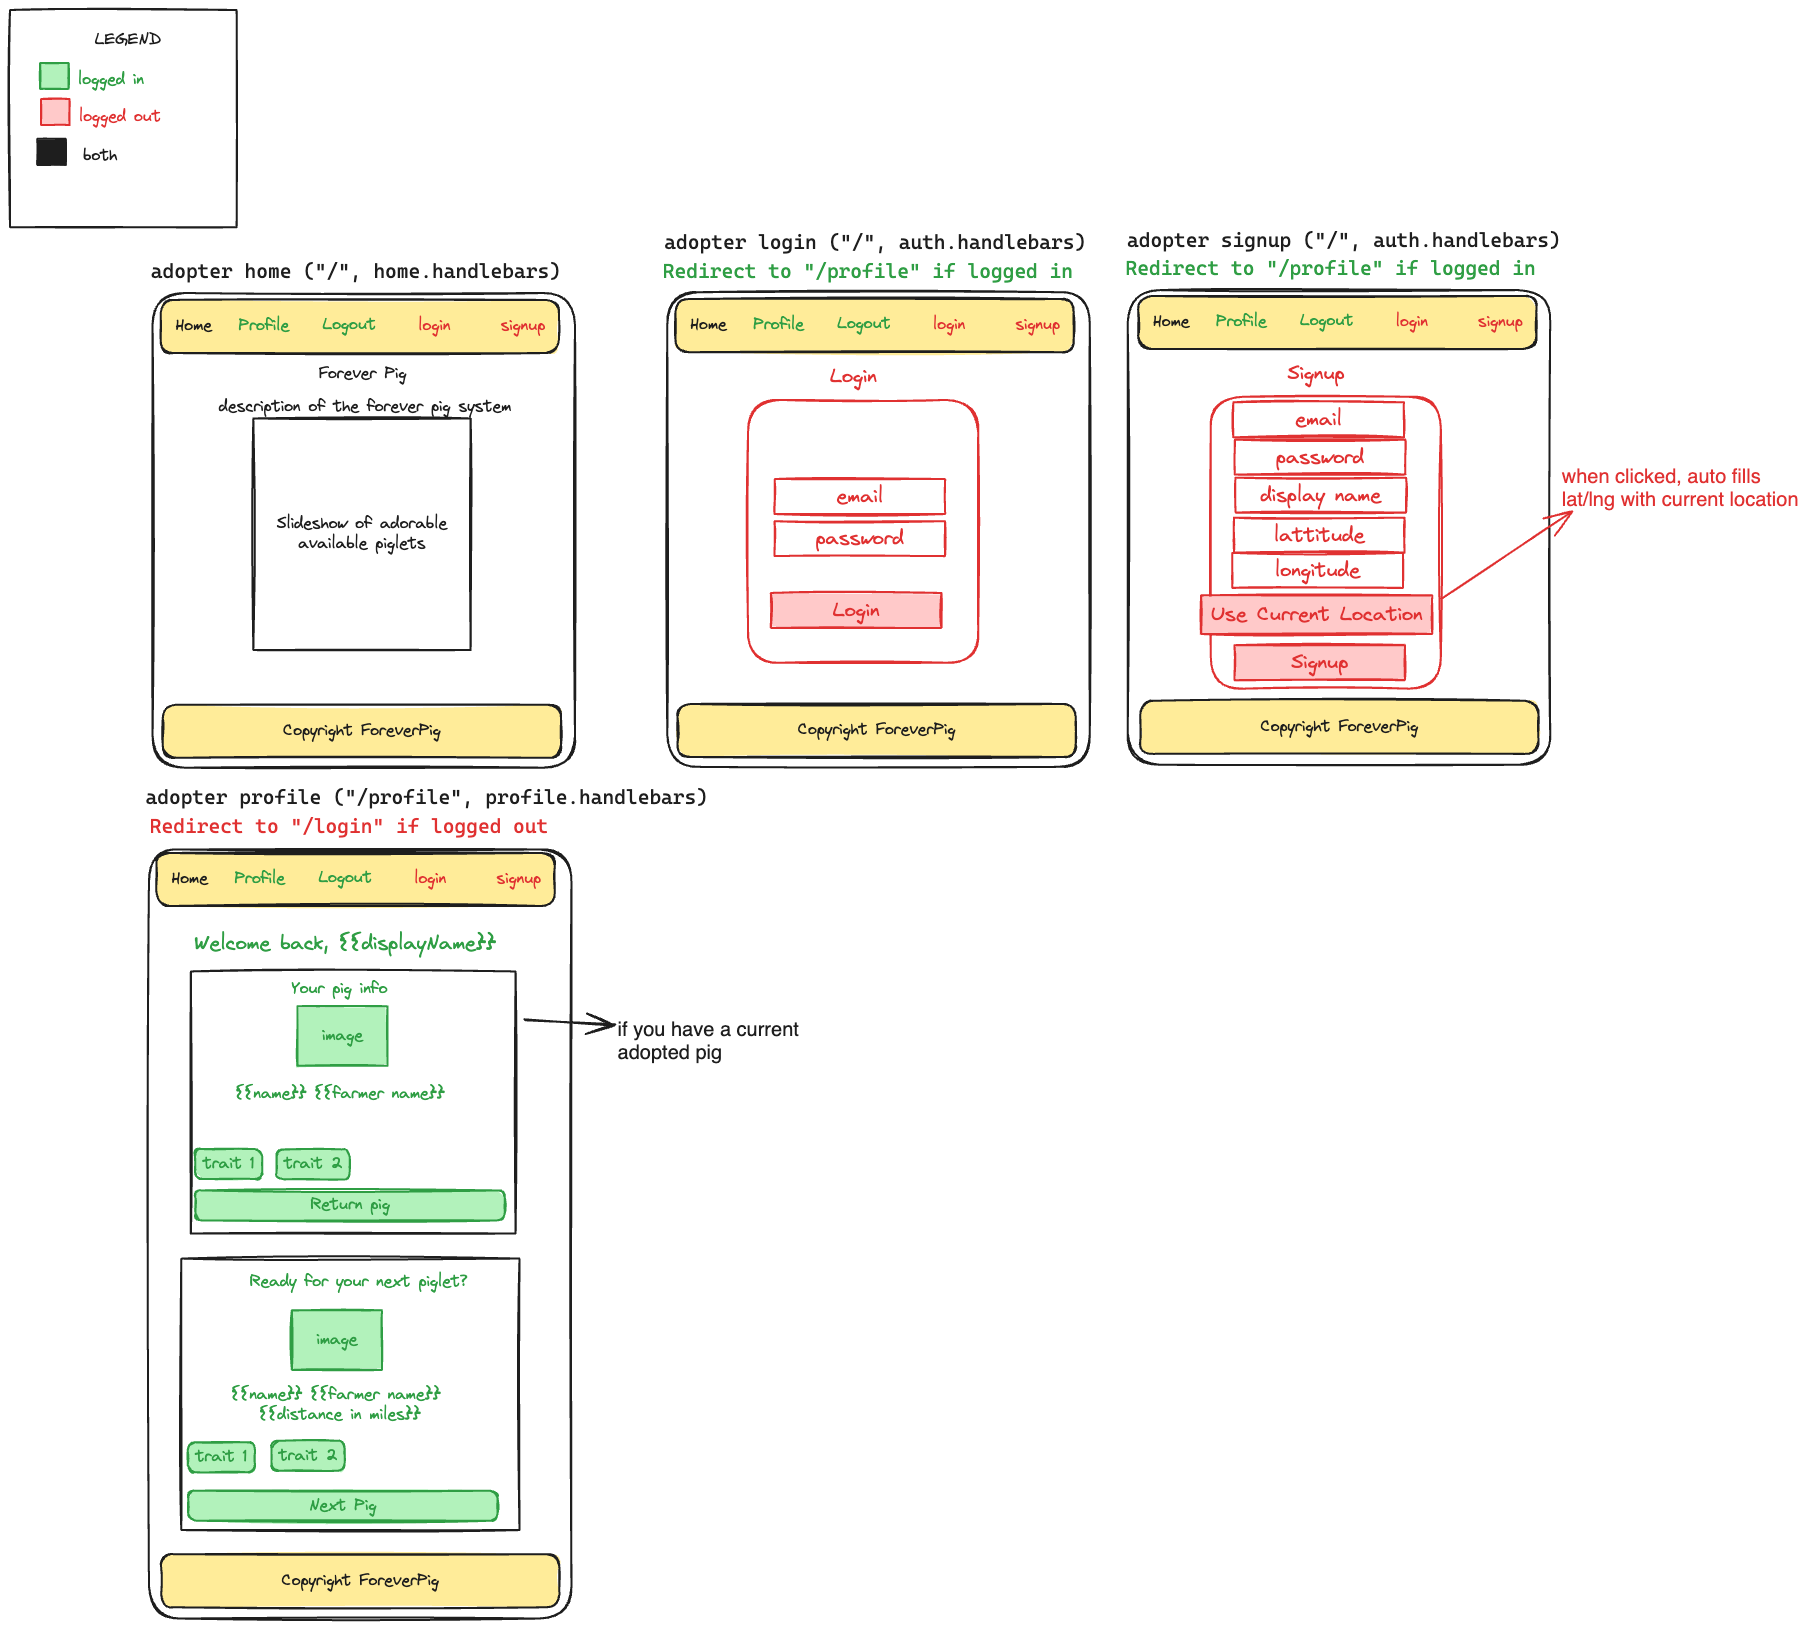 LEGEND
logged in
logged out
both
adopter home ("/", home.handlebars)
Home Profile Logout login signup
Forever Pig
description of the forever pig system
Slideshow of adorable
available piglets
Copyright ForeverPig
adopter login ("/", auth.handlebars)
Redirect to "/profile" if logged in
Home Profile Logout login signup
Login
email
password
Login
Copyright ForeverPig
adopter signup ("/", auth.handlebars)
Redirect to "/profile" if logged in
Home Profile Logout login signup
Signup
email
password
display name
lattitude
longitude
Use Current Location
Signup
Copyright ForeverPig
when clicked, auto fills
lat/lng with current location
adopter profile ("/profile", profile.handlebars)
Redirect to "/login" if logged out
Home Profile Logout login signup
Welcome back, {{displayName}}
Your pig info
image
{{name}} {{farmer name}}
trait 1 trait 2
Return pig
if you have a current
adopted pig
Ready for your next piglet?
image
{{name}} {{farmer name}}
{{distance in miles}}
trait 1 trait 2
Next Pig
Copyright ForeverPig